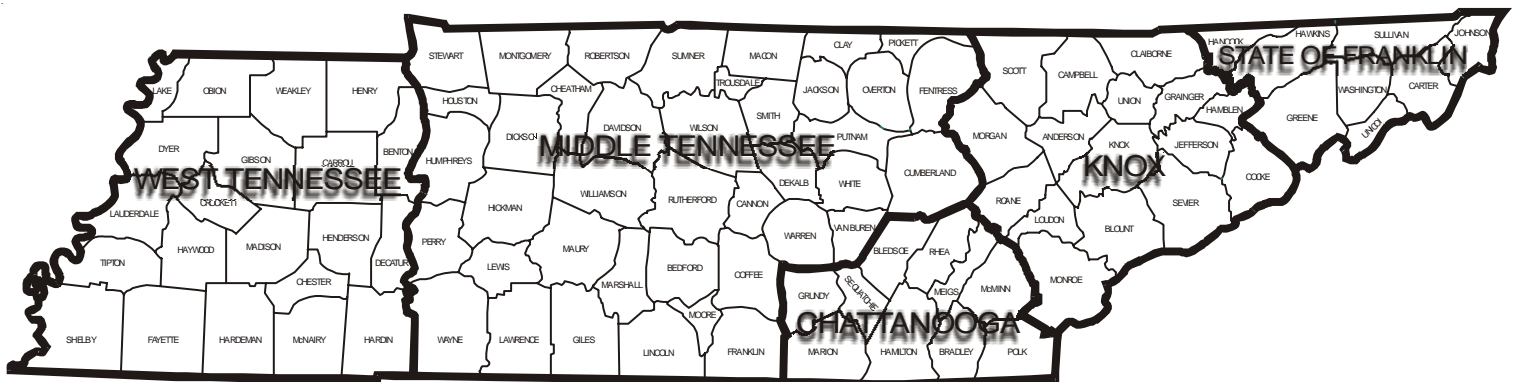 WEST TENNESSEE
LAKE
OBION
WEAKLEY
HENRY
DYER
GIBSON
CARROLL
BENTON
LAUDERDALE
CROCKETT
HAYWOOD
MADISON
HENDERSON
DECATUR
TIPTON
CHESTER
SHELBY
FAYETTE
HARDEMAN
McNAIRY
HARDIN
MIDDLE TENNESSEE
STEWART
MONTGOMERY
ROBERTSON
SUMNER
MACON
CLAY
PICKETT
TROUSDALE
HOUSTON
CHEATHAM
JACKSON
OVERTON
FENTRESS
DICKSON
DAVIDSON
WILSON
SMITH
PUTNAM
HUMPHREYS
WILLIAMSON
RUTHERFORD
CANNON
DEKALB
WHITE
CUMBERLAND
HICKMAN
PERRY
LEWIS
MAURY
BEDFORD
COFFEE
WARREN
VAN BUREN
MARSHALL
MOORE
WAYNE
LAWRENCE
GILES
LINCOLN
FRANKLIN
CHATTANOOGA
BLEDSOE
RHEA
GRUNDY
SEQUATCHIE
MEIGS
McMINN
MARION
HAMILTON
BRADLEY
POLK
KNOX
SCOTT
CAMPBELL
CLAIBORNE
UNION
GRAINGER
HAMBLEN
MORGAN
ANDERSON
KNOX
JEFFERSON
COCKE
ROANE
LOUDON
BLOUNT
SEVIER
MONROE
STATE OF FRANKLIN
HANCOCK
HAWKINS
SULLIVAN
JOHNSON
GREENE
WASHINGTON
CARTER
UNICOI